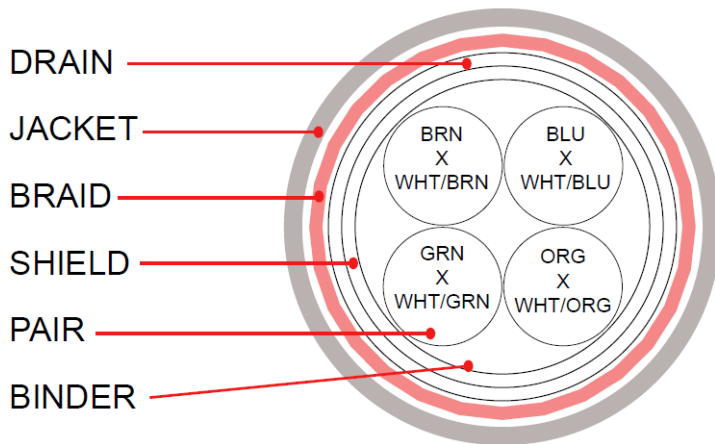 DRAIN
JACKET
BRAID
SHIELD
PAIR
BINDER
BRN
X
WHT/BRN
BLU
X
WHT/BLU
GRN
X
WHT/GRN
ORG
X
WHT/ORG